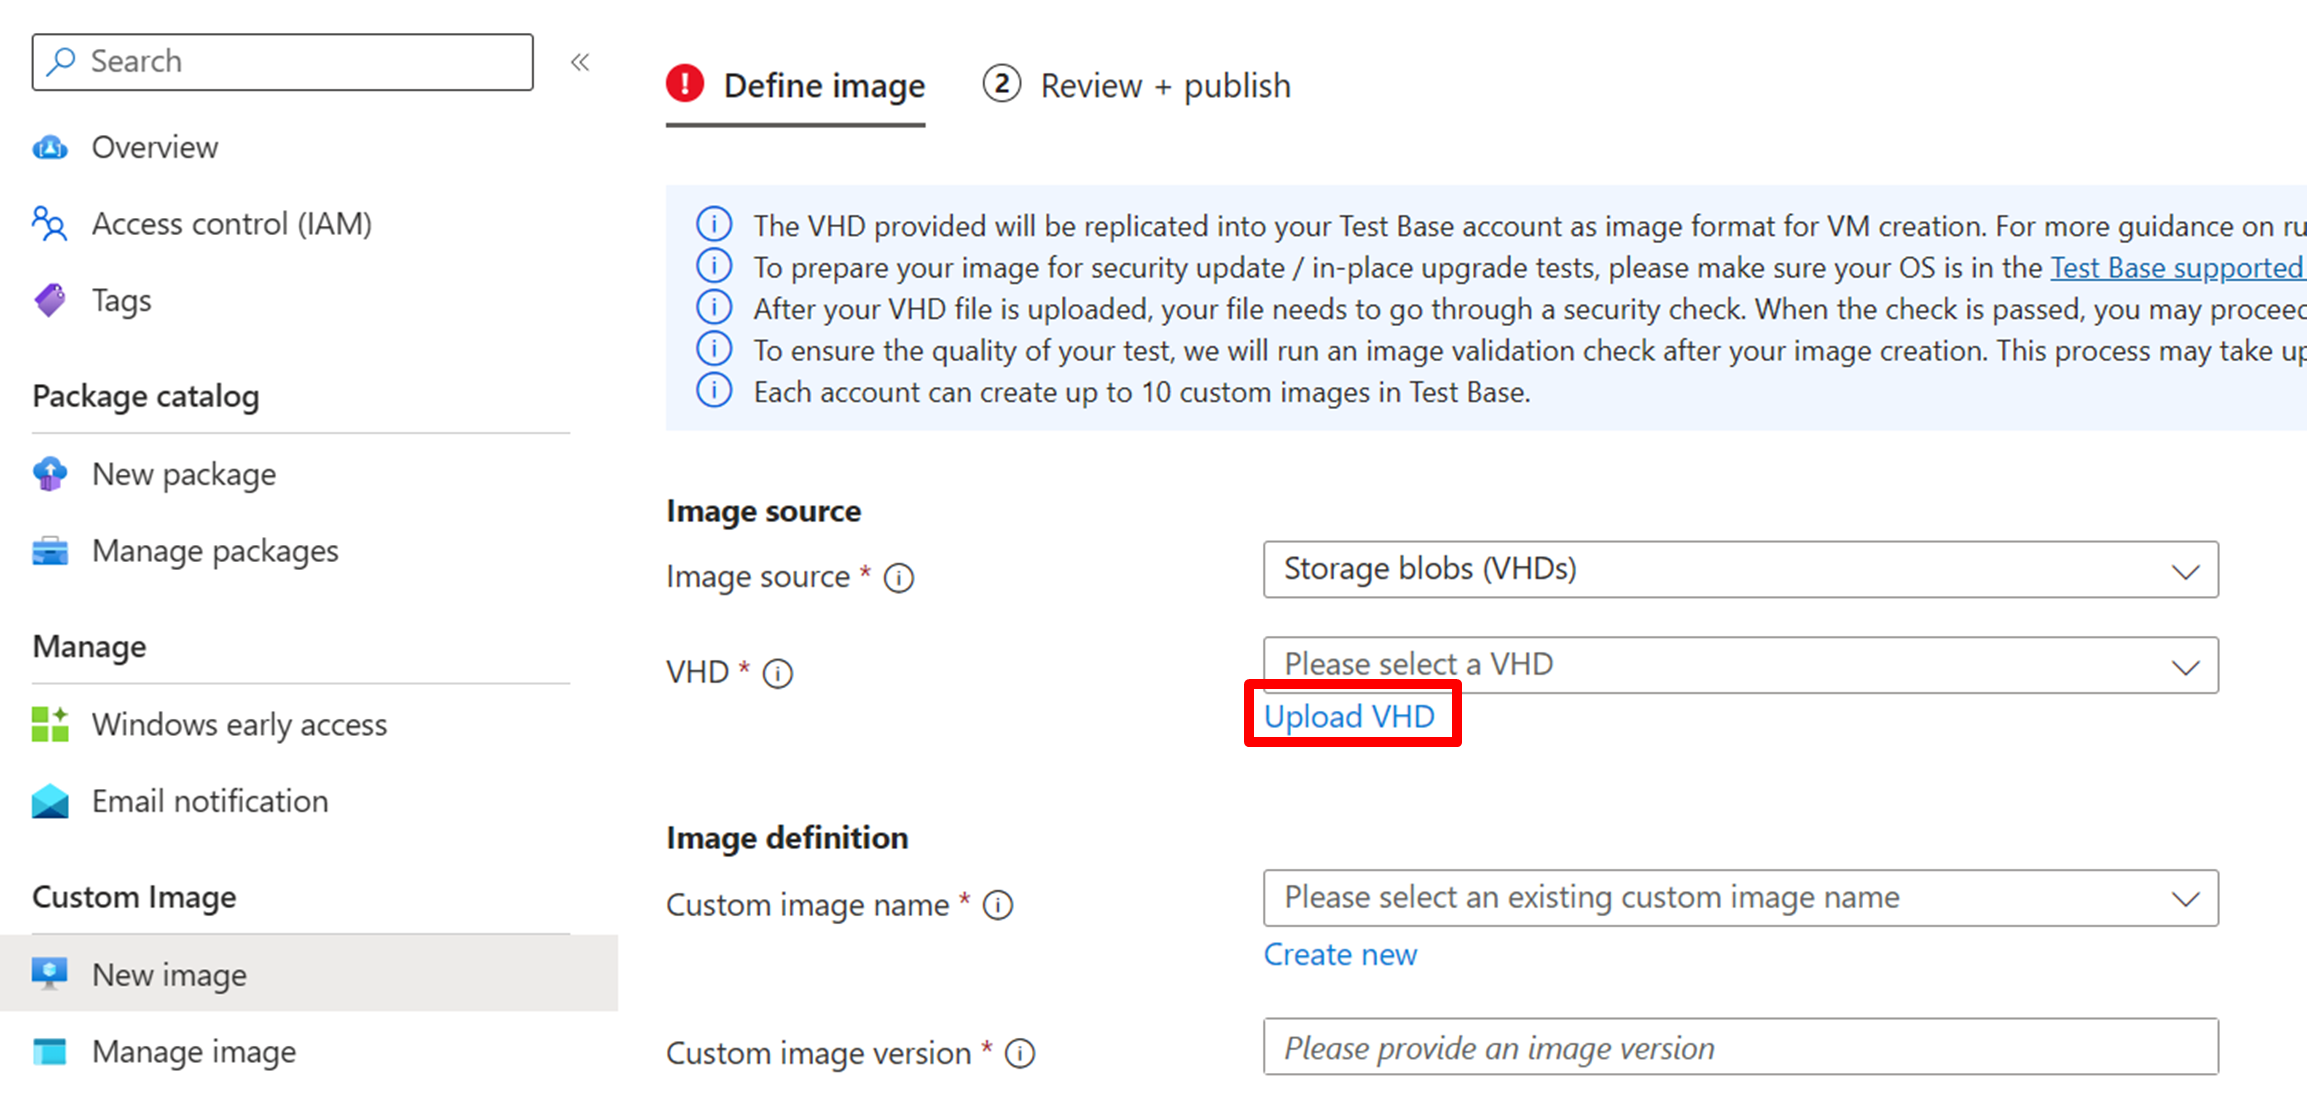 Search
Overview
Access control (IAM)
Tags
Package catalog
New package
Manage packages
Manage
Windows early access
Email notification
Custom Image
New image
Manage image
! Define image
2 Review + publish
The VHD provided will be replicated into your Test Base account as image format for VM creation. For more guidance on
To prepare your image for security update / in-place upgrade tests, please make sure your OS is in the Test Base supported
After your VHD file is uploaded, your file needs to go through a security check. When the check is passed, you may
To ensure the quality of your test, we will run an image validation check after your image creation. This process may take
Each account can create up to 10 custom images in Test Base.
Image source
Image source *
Storage blobs (VHDs)
VHD *
Please select a VHD
Upload VHD
Image definition
Custom image name *
Please select an existing custom image name
Create new
Custom image version *
Please provide an image version